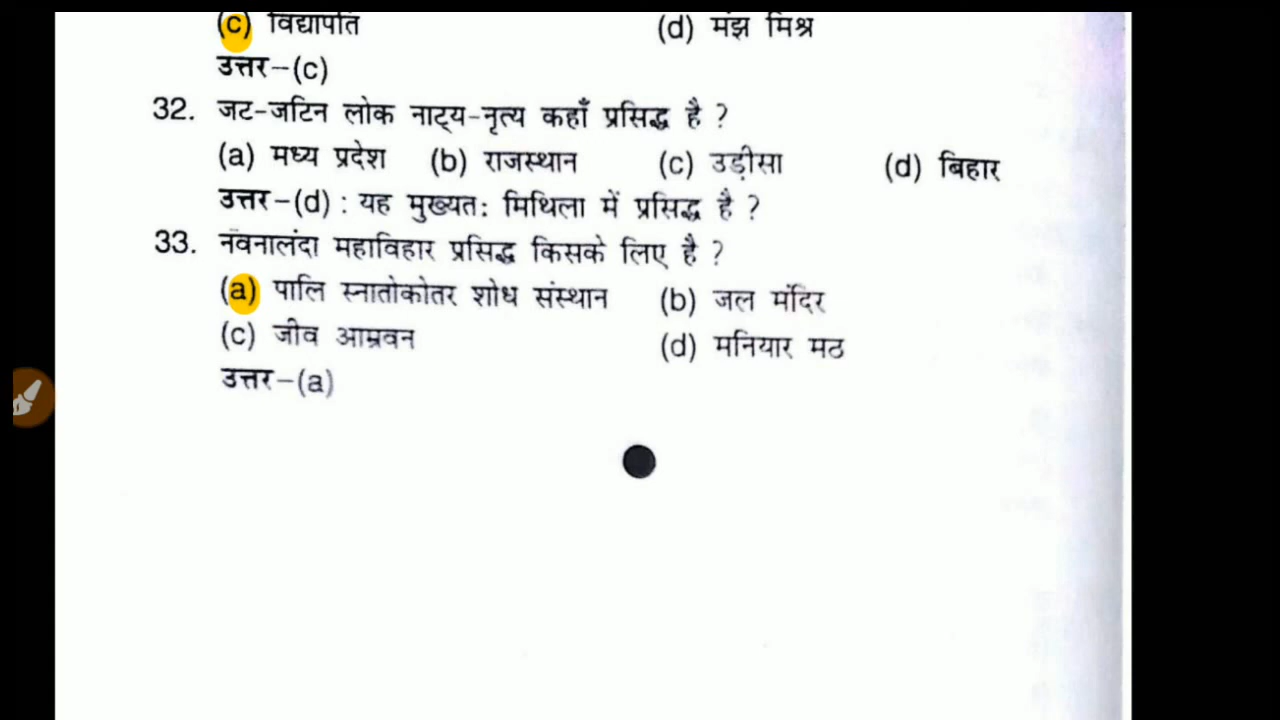 (c) विद्यापति (d) मंझ मिश्र
उत्तर–(c)
32. जट-जटिन लोक नाट्य-नृत्य कहाँ प्रसिद्ध है ?
(a) मध्य प्रदेश (b) राजस्थान (c) उड़ीसा (d) बिहार
उत्तर–(d) : यह मुख्यतः मिथिला में प्रसिद्ध है ?
33. नवनालंदा महाविहार प्रसिद्ध किसके लिए है ?
(a) पालि स्नातोकोतर शोध संस्थान (b) जल मंदिर
(c) जीव आम्रवन (d) मनियार मठ
उत्तर–(a)